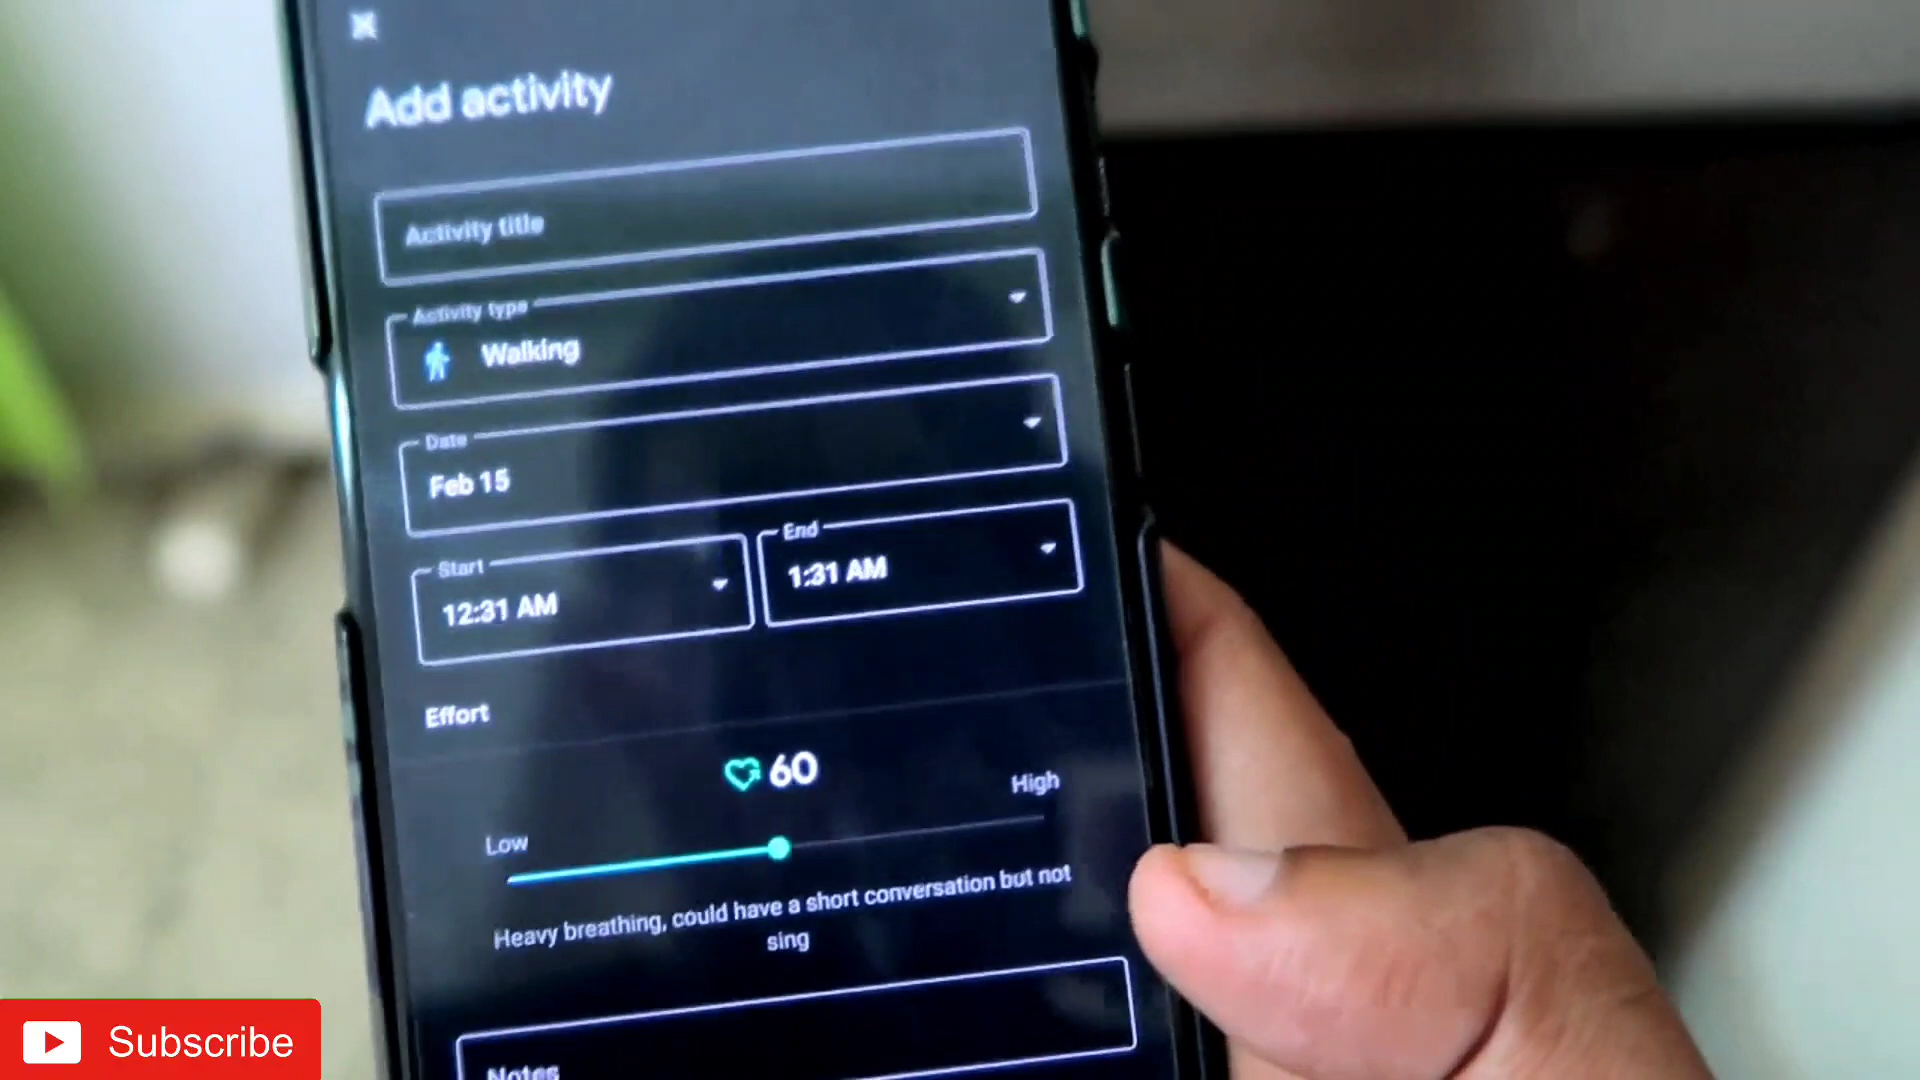 Add activity
Activity title
Activity type
Walking
Date
Feb 15
Start
12:31 AM
End
1:31 AM
Effort
60
Low
High
Heavy breathing, could have a short conversation but not
sing
Notes
Subscribe